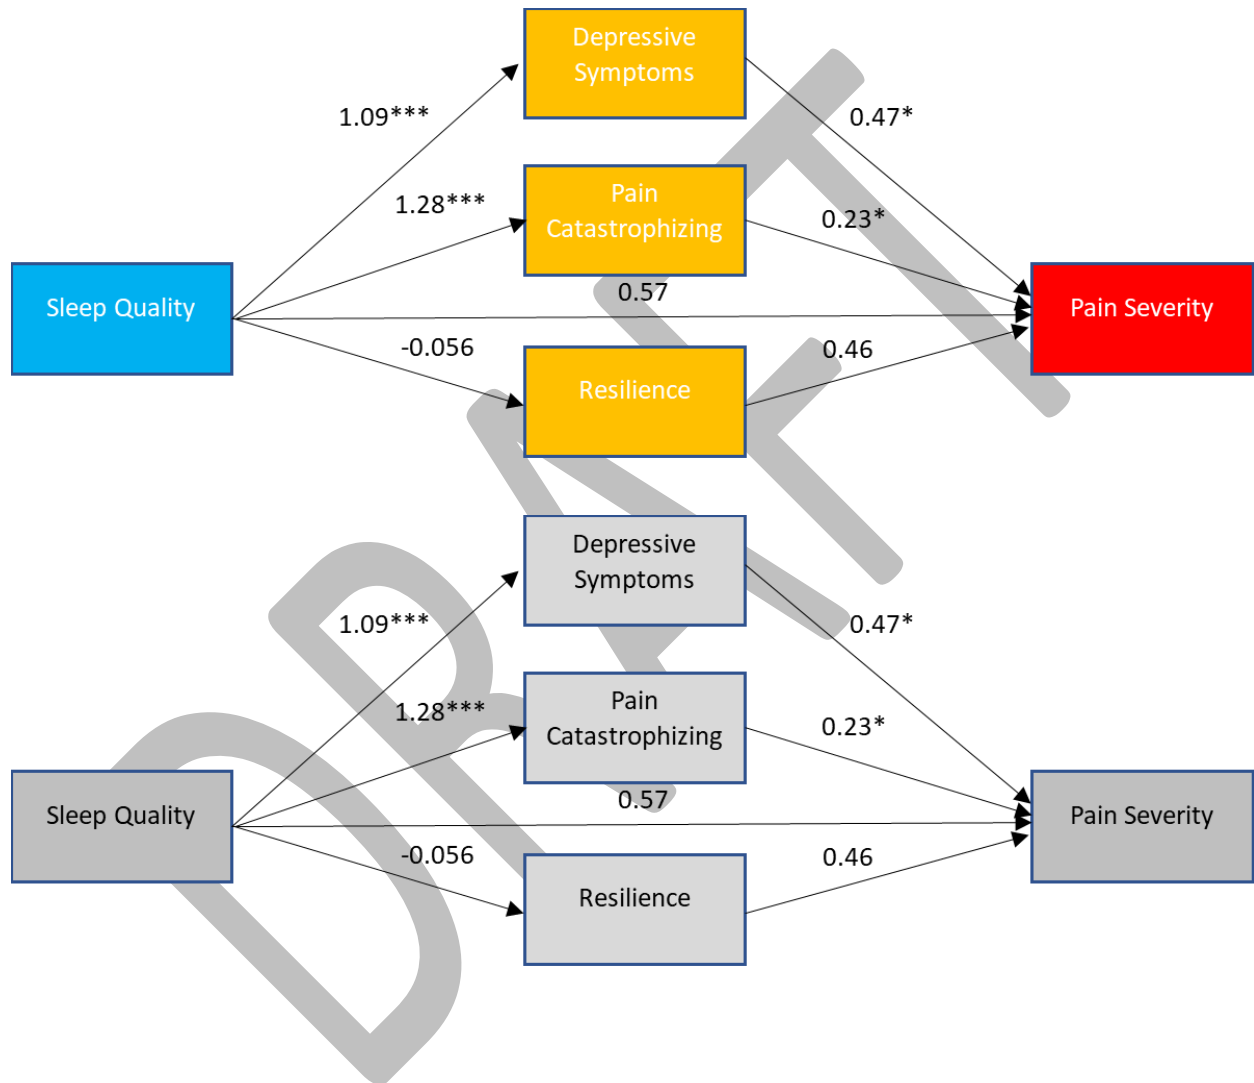 Depressive
Symptoms
1.09***
0.47*
Pain
Catastrophizing
1.28***
0.23*
Sleep Quality
0.57
Pain Severity
-0.056
0.46
Resilience
Depressive
Symptoms
1.09***
0.47*
Pain
Catastrophizing
1.28***
0.23*
Sleep Quality
0.57
Pain Severity
-0.056
0.46
Resilience
DRAFT